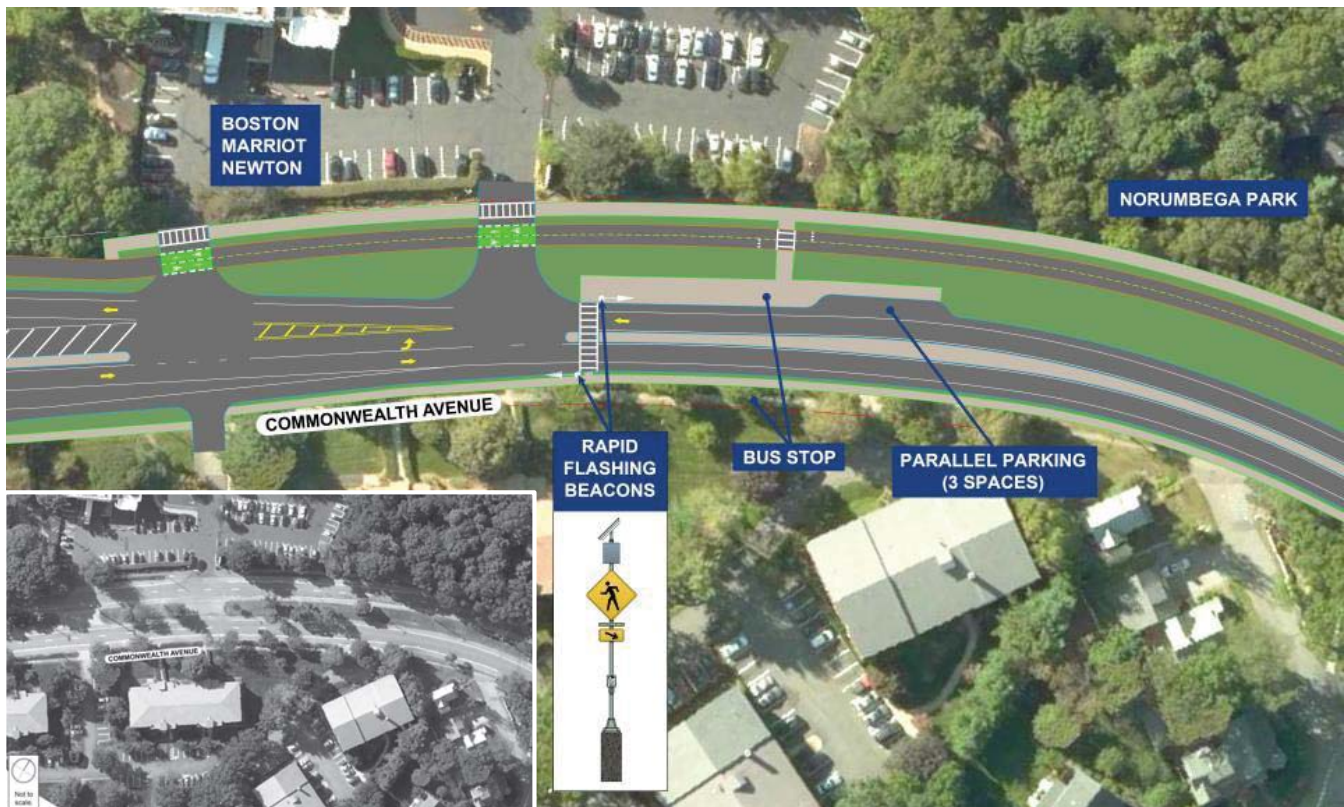 BOSTON
MARRIOT
NEWTON
NORUMBEGA PARK
COMMONWEALTH AVENUE
RAPID
FLASHING
BEACONS
BUS STOP
PARALLEL PARKING
(3 SPACES)
COMMONWEALTH AVENUE
Not to
scale